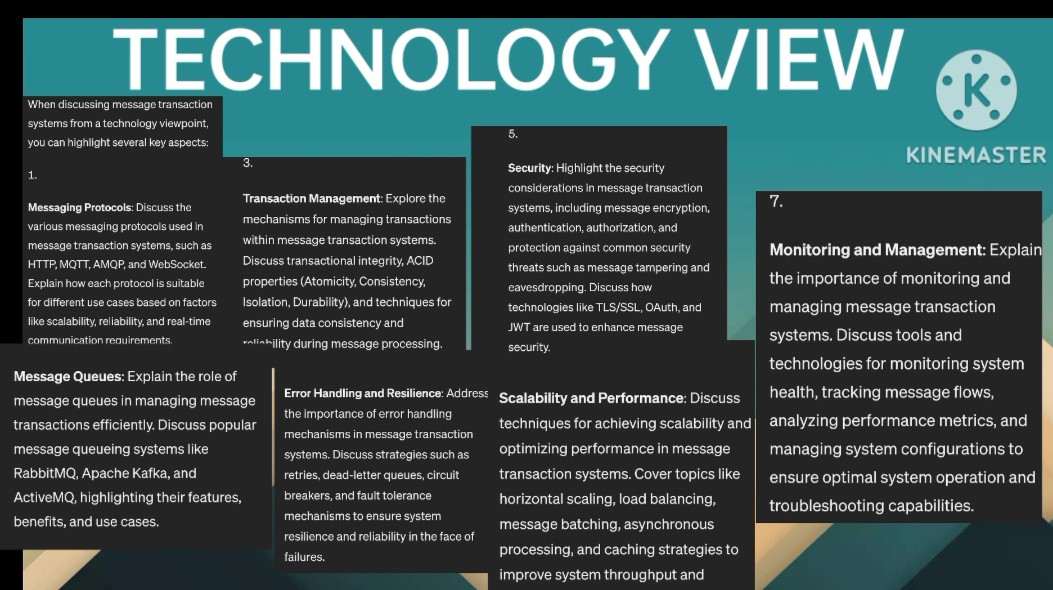 TECHNOLOGY VIEW
KINEMASTER
When discussing message transaction
systems from a technology viewpoint,
you can highlight several key aspects:
1.
Messaging Protocols: Discuss the
various messaging protocols used in
message transaction systems, such as
HTTP, MQTT, AMQP, and WebSocket.
Explain how each protocol is suitable
for different use cases based on factors
like scalability, reliability, and real-time
communication requirements.
Message Queues: Explain the role of
message queues in managing message
transactions efficiently. Discuss popular
message queueing systems like
RabbitMQ, Apache Kafka, and
ActiveMQ, highlighting their features,
benefits, and use cases.
3.
Transaction Management: Explore the
mechanisms for managing transactions
within message transaction systems.
Discuss transactional integrity, ACID
properties (Atomicity, Consistency,
Isolation, Durability), and techniques for
ensuring data consistency and
reliability during message processing.
Error Handling and Resilience: Address
the importance of error handling
mechanisms in message transaction
systems. Discuss strategies such as
retries, dead-letter queues, circuit
breakers, and fault tolerance
mechanisms to ensure system
resilience and reliability in the face of
failures.
5.
Security: Highlight the security
considerations in message transaction
systems, including message encryption,
authentication, authorization, and
protection against common security
threats such as message tampering and
eavesdropping. Discuss how
technologies like TLS/SSL, OAuth, and
JWT are used to enhance message
security.
Scalability and Performance: Discuss
techniques for achieving scalability and
optimizing performance in message
transaction systems. Cover topics like
horizontal scaling, load balancing,
message batching, asynchronous
processing, and caching strategies to
improve system throughput and
7.
Monitoring and Management: Explain
the importance of monitoring and
managing message transaction
systems. Discuss tools and
technologies for monitoring system
health, tracking message flows,
analyzing performance metrics, and
managing system configurations to
ensure optimal system operation and
troubleshooting capabilities.